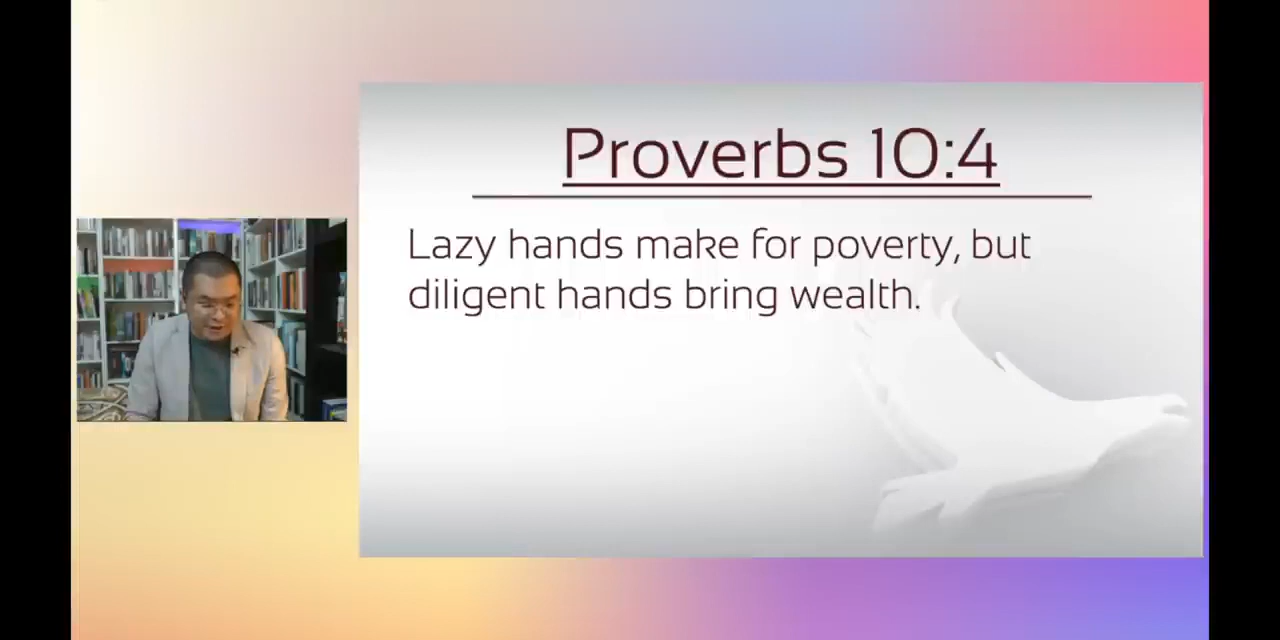 Proverbs 10:4
Lazy hands make for poverty, but
diligent hands bring wealth.